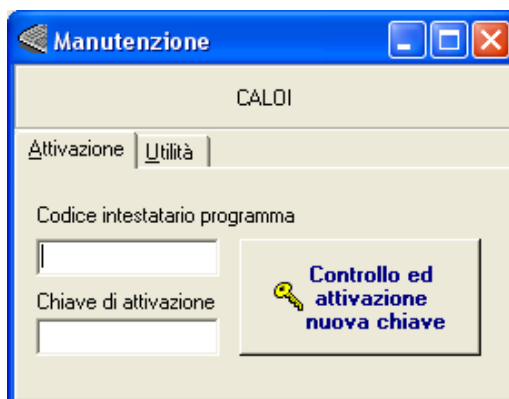 Manutenzione
CALOI
Attivazione Utilità
Codice intestatario programma
Chiave di attivazione
Controllo ed
attivazione
nuova chiave